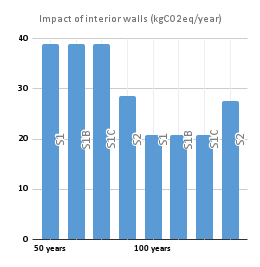 Impact of interior walls (kgCO2eq/year)
40
30
20
10
0
S1
S1B
S1C
S2
S1
S1B
S1C
S2
50 years
100 years